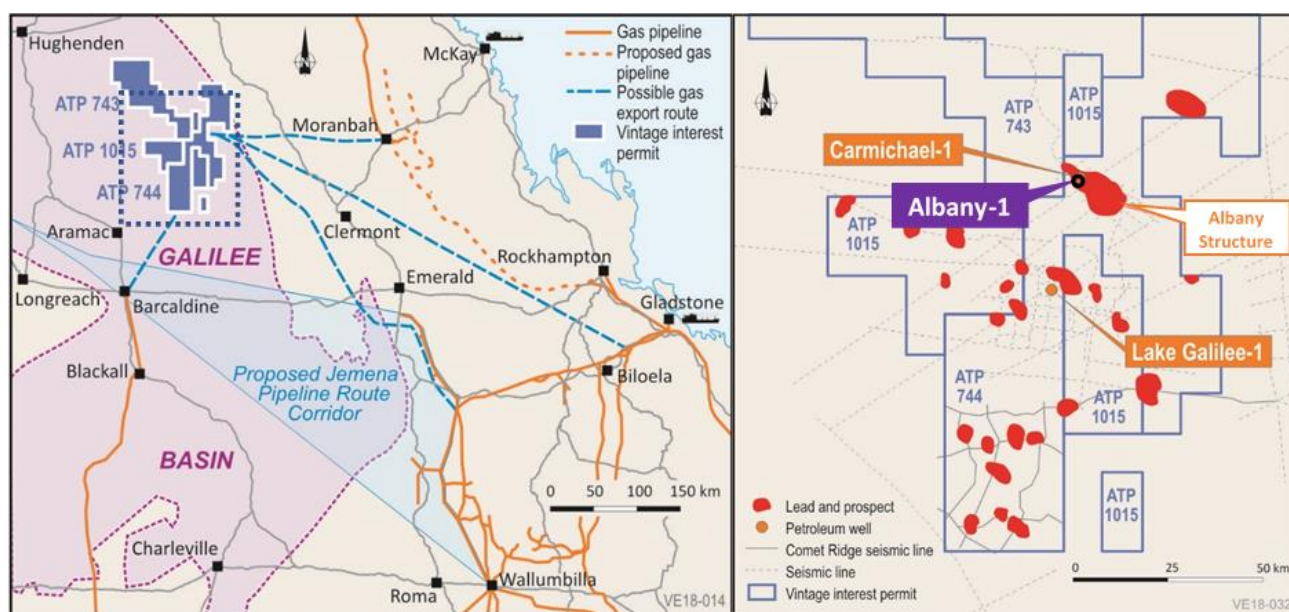 Hughenden
McKay
Gas pipeline
Proposed gas
pipeline
Possible gas
export route
Vintage interest
permit
ATP 743
Moranbah
ATP 1015
ATP 744
Clermont
Aramac
GALILEE
Rockhampton
Emerald
Longreach
Barcaldine
Gladstone
Blackall
Biloela
Proposed Jemena
Pipeline Route
Corridor
BASIN
0 50 100 150 km
Charleville
Roma
Wallumbilla
VE18-014
N
ATP
743
ATP
1015
Carmichael-1
Albany-1
Albany
Structure
ATP
1015
Lake Galilee-1
ATP
744
ATP
1015
ATP
1015
Lead and prospect
Petroleum well
Comet Ridge seismic line
Seismic line
Vintage interest permit
0 25 50 km
VE18-032